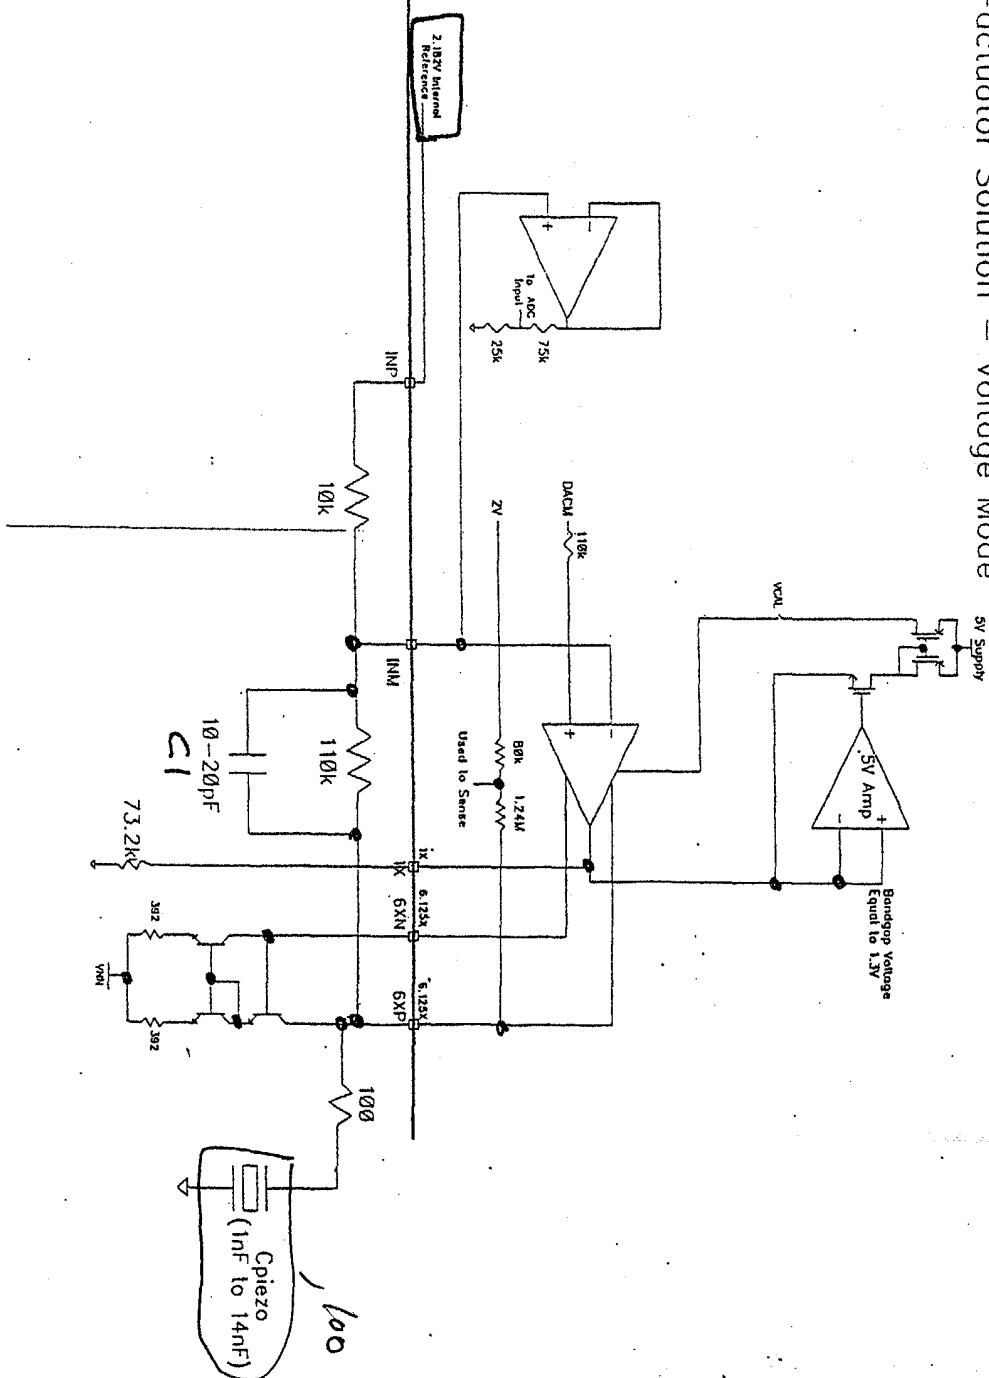 -actuator Solution – Voltage Mode
5V Supply
2.182V Internal
Reference
To ADC
Input
25k
75k
INP
10k
DACM
110k
2V
VCAL
.5V Amp
Bandgap Voltage
Equal to 1.3V
INM
80k
1.24M
Used to Sense
110k
10-20pF
C1
73.2k
1X
1X
6.125X
6XN
6.125X
6XP
392
VNN
392
100
Cpiezo
(1nF to 14nF)
, 100